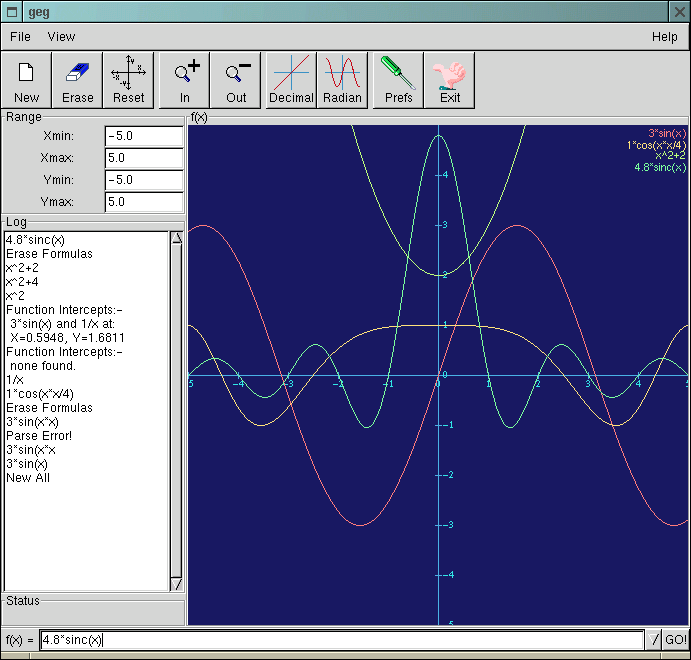 geg
File View Help
New Erase Reset In Out Decimal Radian Prefs Exit
Range
Xmin: -5.0
Xmax: 5.0
Ymin: -5.0
Ymax: 5.0
Log
4.8*sinc(x)
Erase Formulas
x^2+2
x^2+4
x^2
Function Intercepts:-
3*sin(x) and 1/x at:
X=0.5948, Y=1.6811
Function Intercepts:-
none found.
1/x
1*cos(x*x/4)
Erase Formulas
3*sin(x*x)
Parse Error!
3*sin(x*x
3*sin(x)
New All
Status
f(x)
3*sin(x)
1*cos(x*x/4)
x^2+2
4.8*sinc(x)
4
3
2
1
5 -4 -3 -2 -1 0 0 1 2 3 4 5
-1
-2
-3
-4
5
f(x) = 4.8*sinc(x) GO!